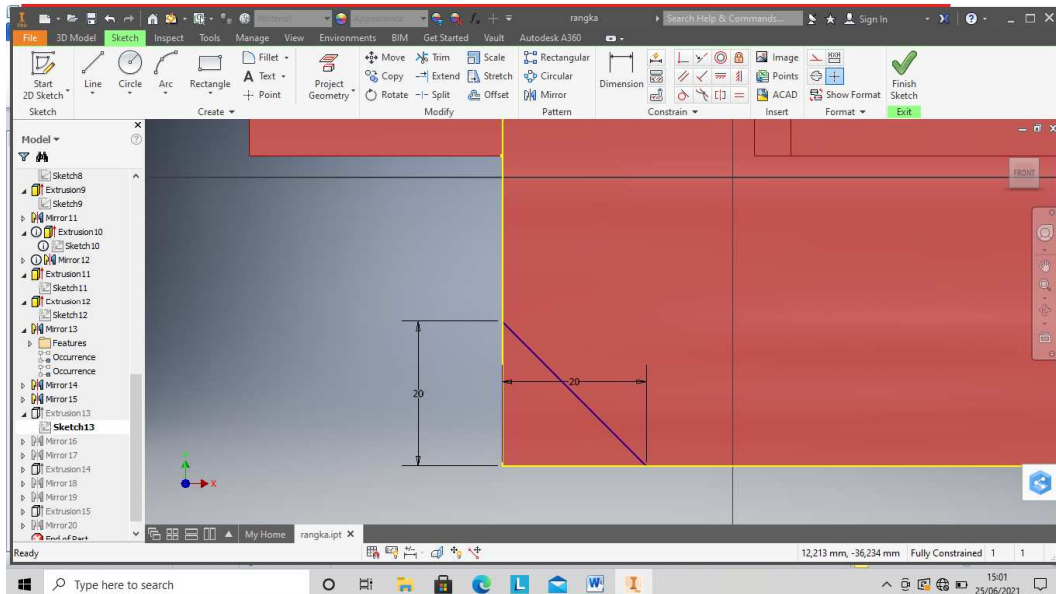 Material
Appearance
rangka
Search Help & Commands...
Sign In
PRO
File 3D Model Sketch Inspect Tools Manage View Environments BIM Get Started Vault Autodesk A360
Start
2D Sketch
Line
Circle
Arc
Rectangle
Fillet
Text
Point
Project
Geometry
Move Trim Scale
Copy Extend Stretch
Rotate Split Offset
Rectangular
Circular
Mirror
Dimension
Image
Points
ACAD
Show Format
Finish
Sketch
Sketch Create Modify Pattern Constrain Insert Format Exit
Model
Sketch8
Extrusion9
Sketch9
Mirror11
Extrusion10
Sketch10
Mirror12
Extrusion11
Sketch11
Extrusion12
Sketch12
Mirror13
Features
Occurrence
Occurrence
Mirror14
Mirror15
Extrusion13
Sketch13
Mirror16
Mirror17
Extrusion14
Mirror18
Mirror19
Extrusion15
Mirror20
End of Part
FRONT
20
20
X
My Home rangka.ipt
Ready
12,213 mm, -36,234 mm Fully Constrained 1 1
Type here to search
15:01
25/06/2021